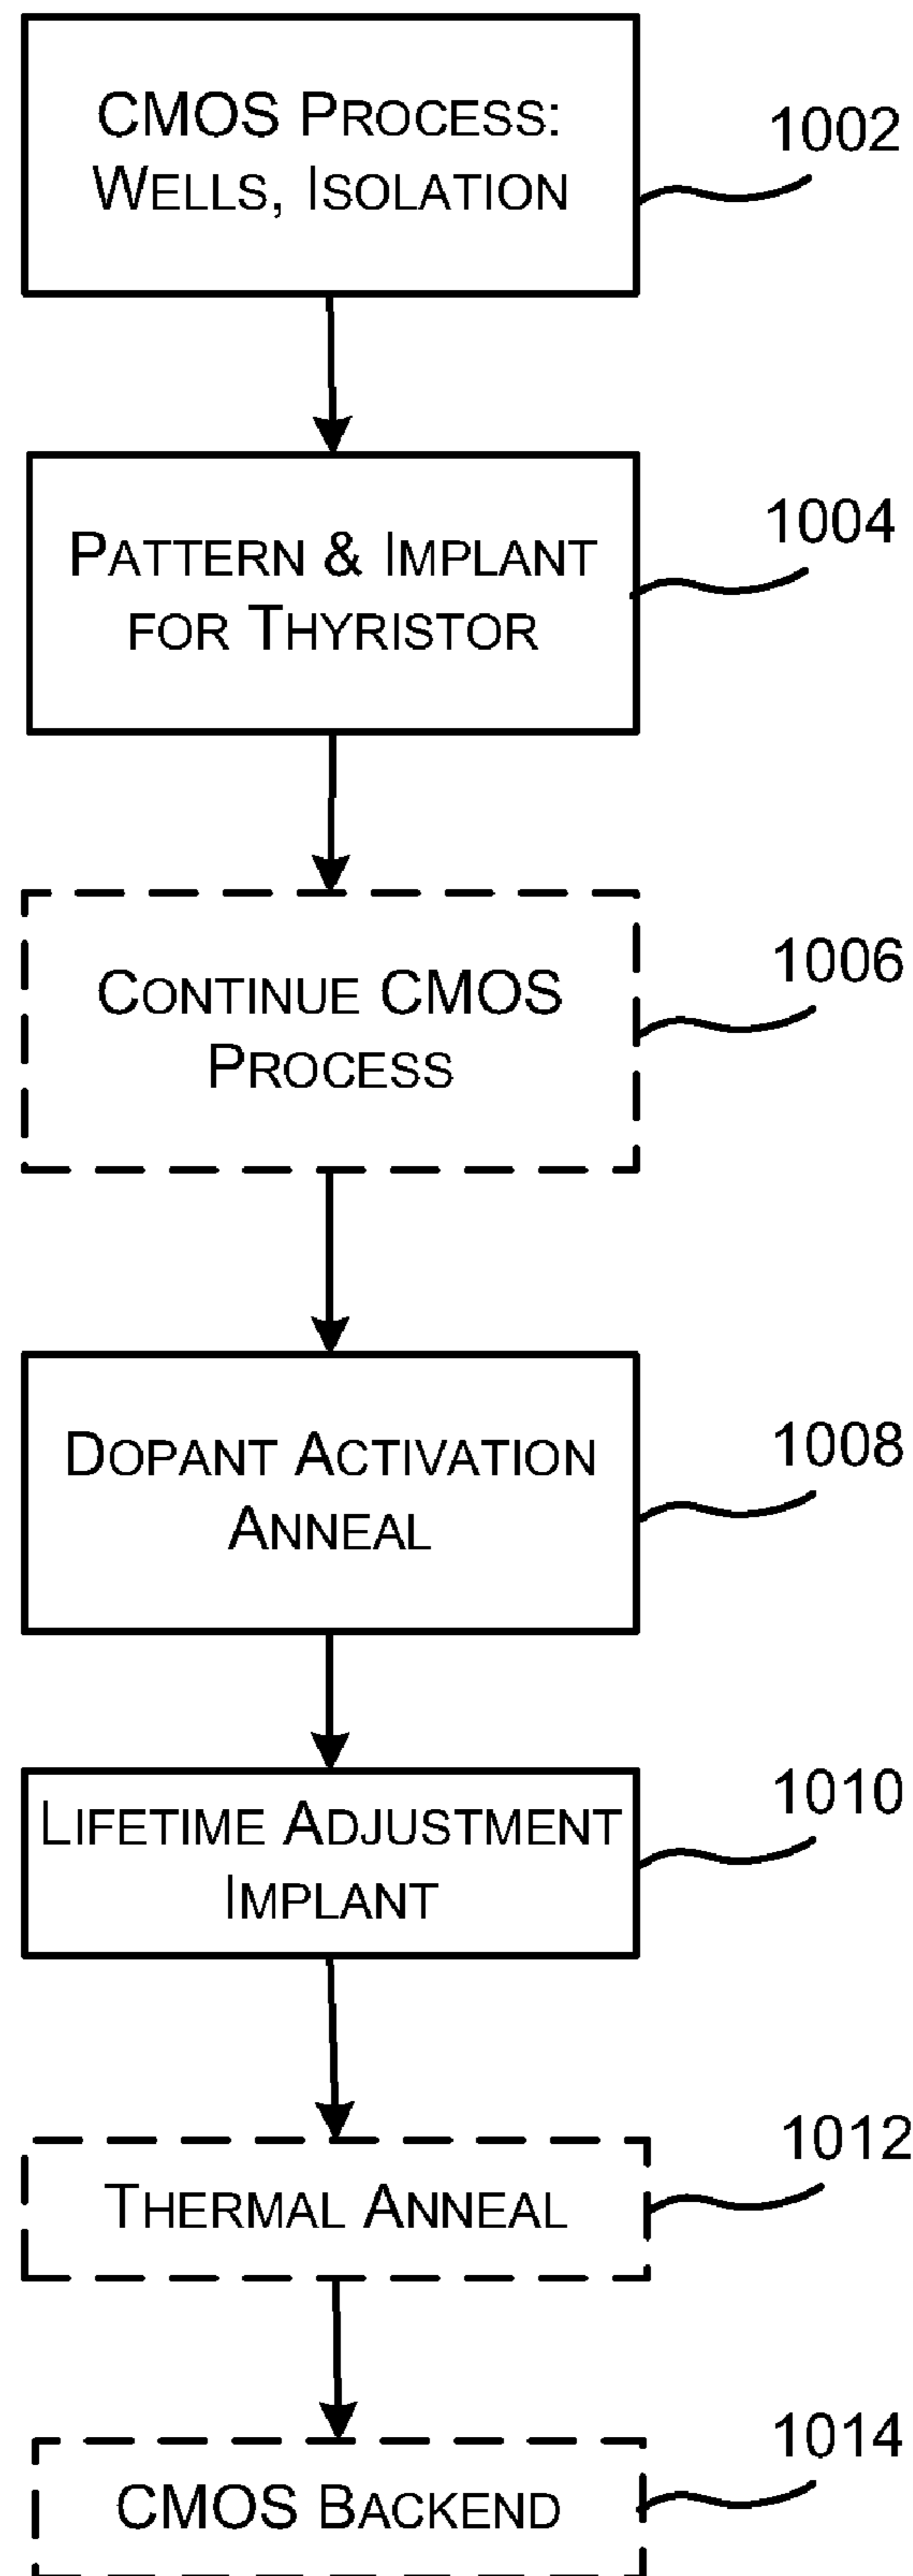 CMOS PROCESS:
WELLS, ISOLATION
1002
PATTERN & IMPLANT
FOR THYRISTOR
1004
CONTINUE CMOS
PROCESS
1006
DOPANT ACTIVATION
ANNEAL
1008
LIFETIME ADJUSTMENT
IMPLANT
1010
THERMAL ANNEAL
1012
CMOS BACKEND
1014